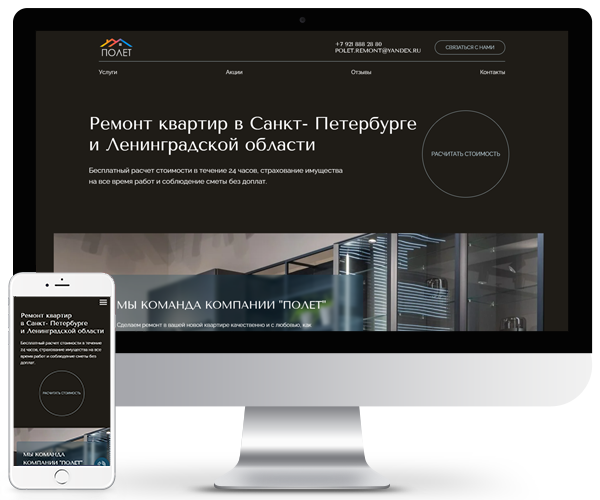 ПОЛЕТ
+7 921 888 28 80
POLET.REMONT@YANDEX.RU
СВЯЗАТЬСЯ С НАМИ
Услуги
Акции
Отзывы
Контакты
Ремонт квартир в Санкт- Петербурге
и Ленинградской области
Бесплатный расчет стоимости в течение 24 часов, страхование имущества
на все время работ и соблюдение сметы без доплат.
РАСЧИТАТЬ СТОИМОСТЬ
МЫ КОМАНДА КОМПАНИИ "ПОЛЕТ"
Сделаем ремонт в вашей новой квартире качественно и с любовью, как
Ремонт квартир
в Санкт- Петербурге
и Ленинградской области
Бесплатный расчет стоимости в течение
24 часов, страхование имущества на все
время работ и соблюдение сметы без
доплат.
РАСЧИТАТЬ СТОИМОСТЬ
МЫ КОМАНДА
КОМПАНИИ "ПОЛЕТ"